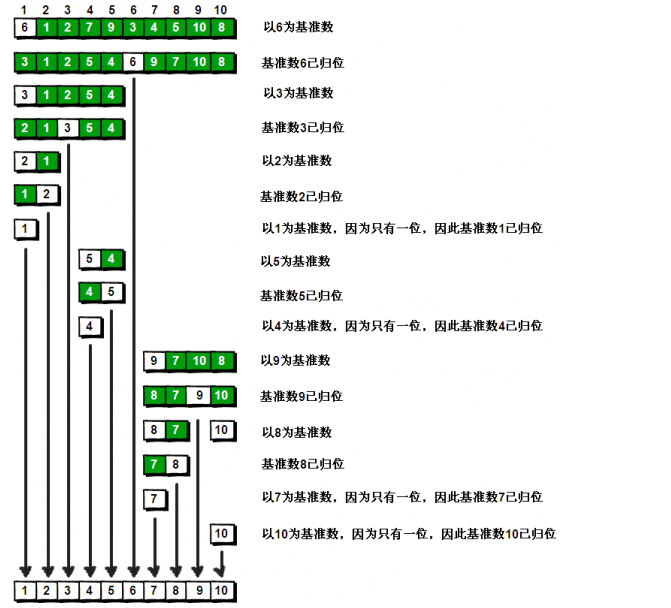 1 2 3 4 5 6 7 8 9 10
6 1 2 7 9 3 4 5 10 8 以6为基准数
3 1 2 5 4 6 9 7 10 8 基准数6己归位
3 1 2 5 4 以3为基准数
2 1 3 5 4 基准数3己归位
2 1 以2为基准数
1 2 基准数2己归位
1 以1为基准数，因为只有一位，因此基准数1己归位
5 4 以5为基准数
4 5 基准数5己归位
4 以4为基准数，因为只有一位，因此基准数4己归位
9 7 10 8 以9为基准数
8 7 9 10 基准数9己归位
8 7 10 以8为基准数
7 8 基准数8己归位
7 以7为基准数，因为只有一位，因此基准数7己归位
10 以10为基准数，因为只有一位，因此基准数10己归位
1 2 3 4 5 6 7 8 9 10